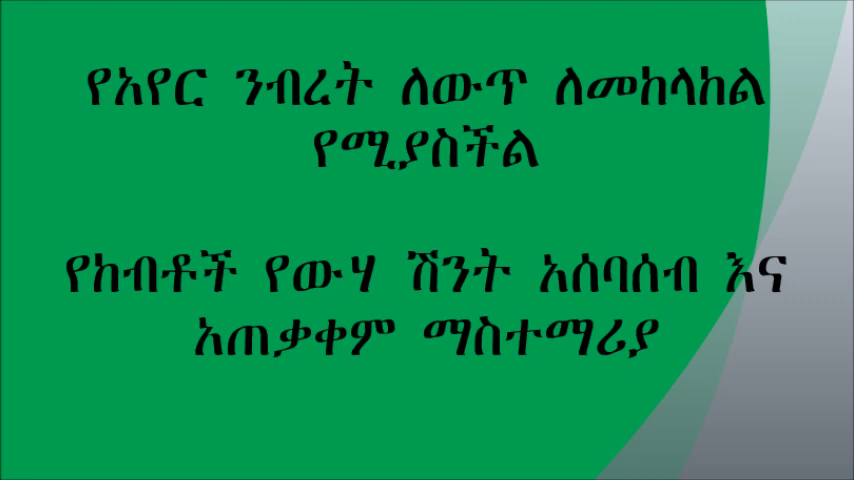 የአየር ንብረት ለውጥ ለመከላከል
የሚያስችል
የከብቶች የውሃ ሽንት አሰባሰብ እና
አጠቃቀም ማስተማሪያ